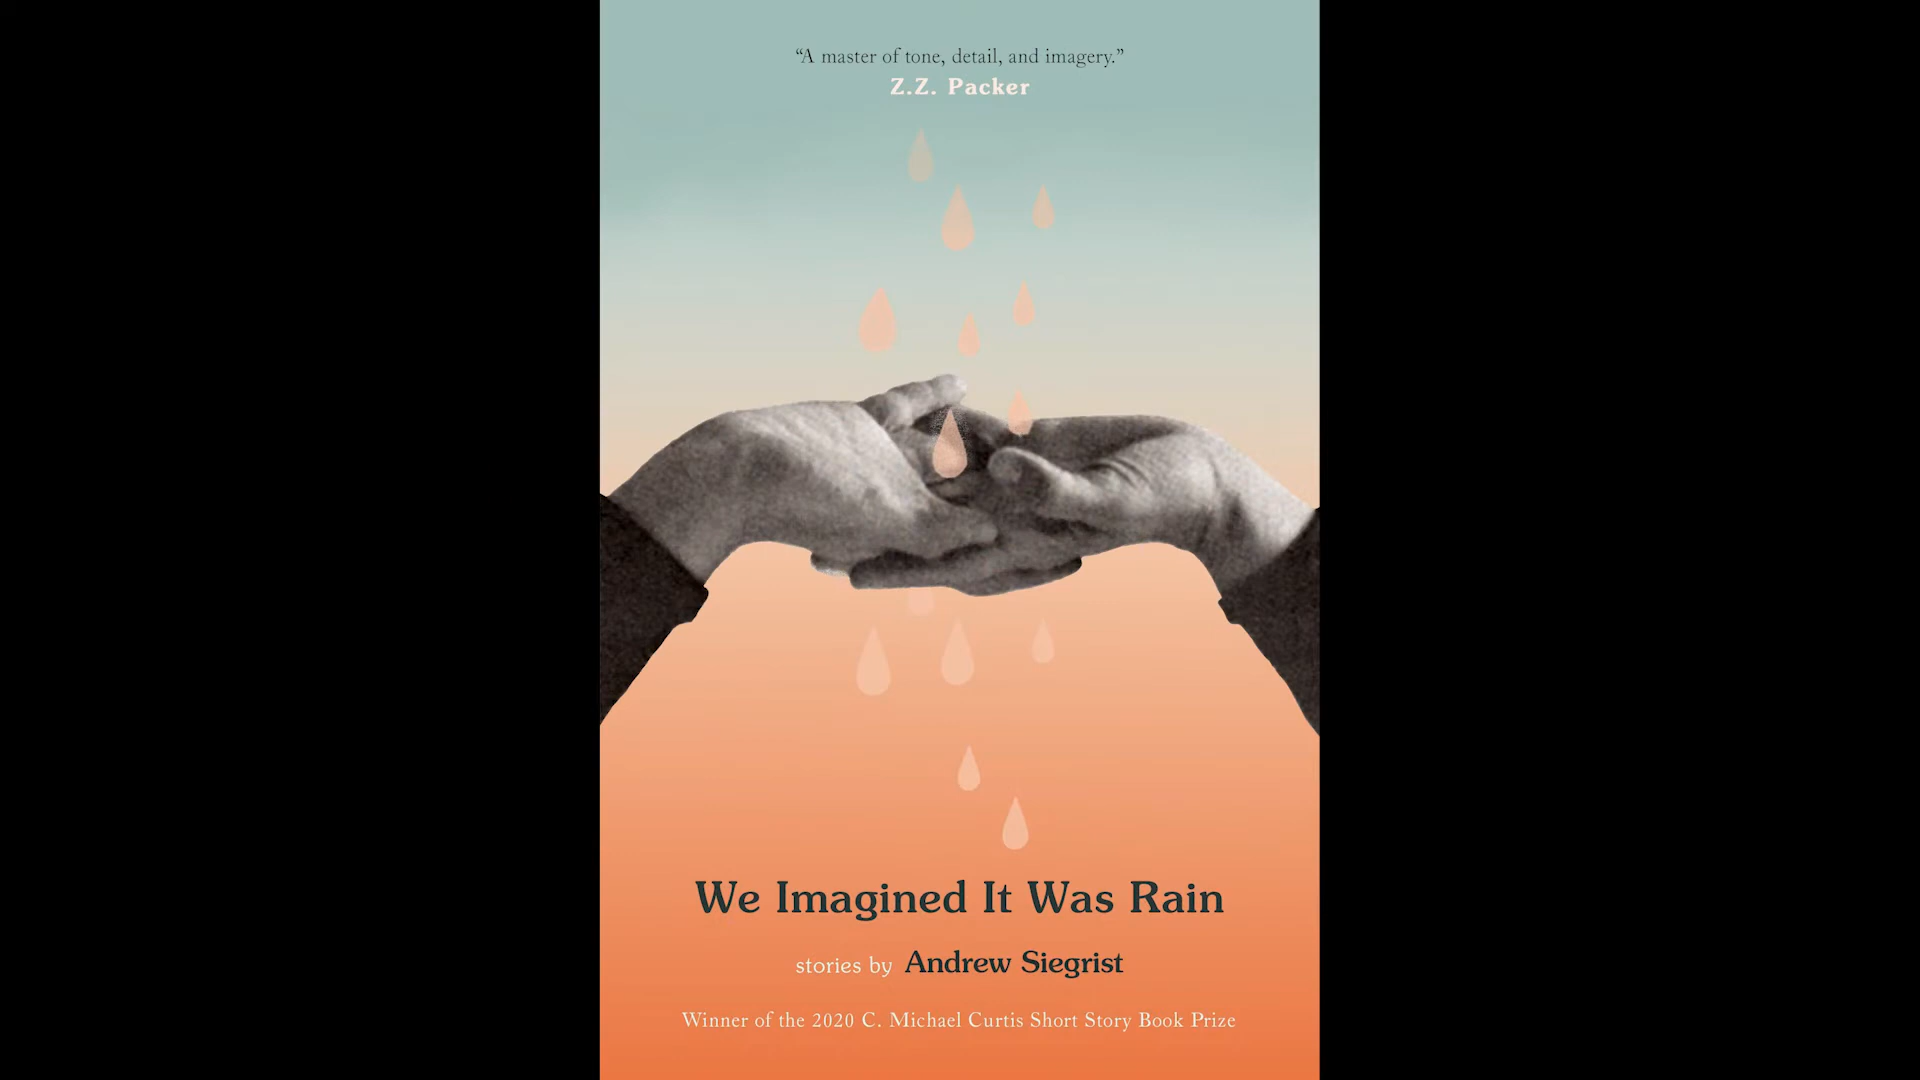 “A master of tone, detail, and imagery.”
Z.Z. Packer
We Imagined It Was Rain
stories by Andrew Siegrist
Winner of the 2020 C. Michael Curtis Short Story Book Prize